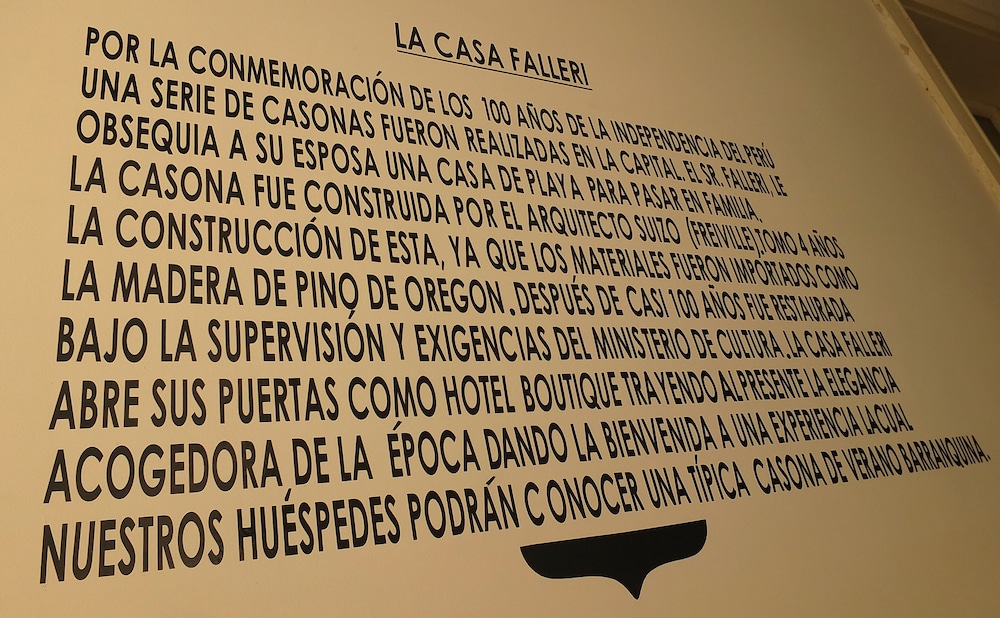 LA CASA FALLERI
POR LA CONMEMORACIÓN DE LOS 100 AÑOS DE LA INDEPENDENCIA DEL PERÚ
UNA SERIE DE CASONAS FUERON REALIZADAS EN LA CAPITAL. EL SR. FALLERI , LE
OBSEQUIA A SU ESPOSA UNA CASA DE PLAYA PARA PASAR EN FAMILIA.
LA CASONA FUE CONSTRUIDA POR EL ARQUITECTO SUIZO (FREIVILLE),TOMO 4 AÑOS
LA CONSTRUCCIÓN DE ESTA, YA QUE LOS MATERIALES FUERON IMPORTADOS COMO
LA MADERA DE PINO DE OREGON . DESPUÉS DE CASI 100 AÑOS FUE RESTAURADA
BAJO LA SUPERVISIÓN Y EXIGENCIAS DEL MINISTERIO DE CULTURA . LA CASA FALLERI
ABRE SUS PUERTAS COMO HOTEL BOUTIQUE TRAYENDO AL PRESENTE LA ELEGANCIA
ACOGEDORA DE LA ÉPOCA DANDO LA BIENVENIDA A UNA EXPERIENCIA LACUAL
NUESTROS HUÉSPEDES PODRÁN CONOCER UNA TÍPICA CASONA DE VERANO BARRANQUINA.